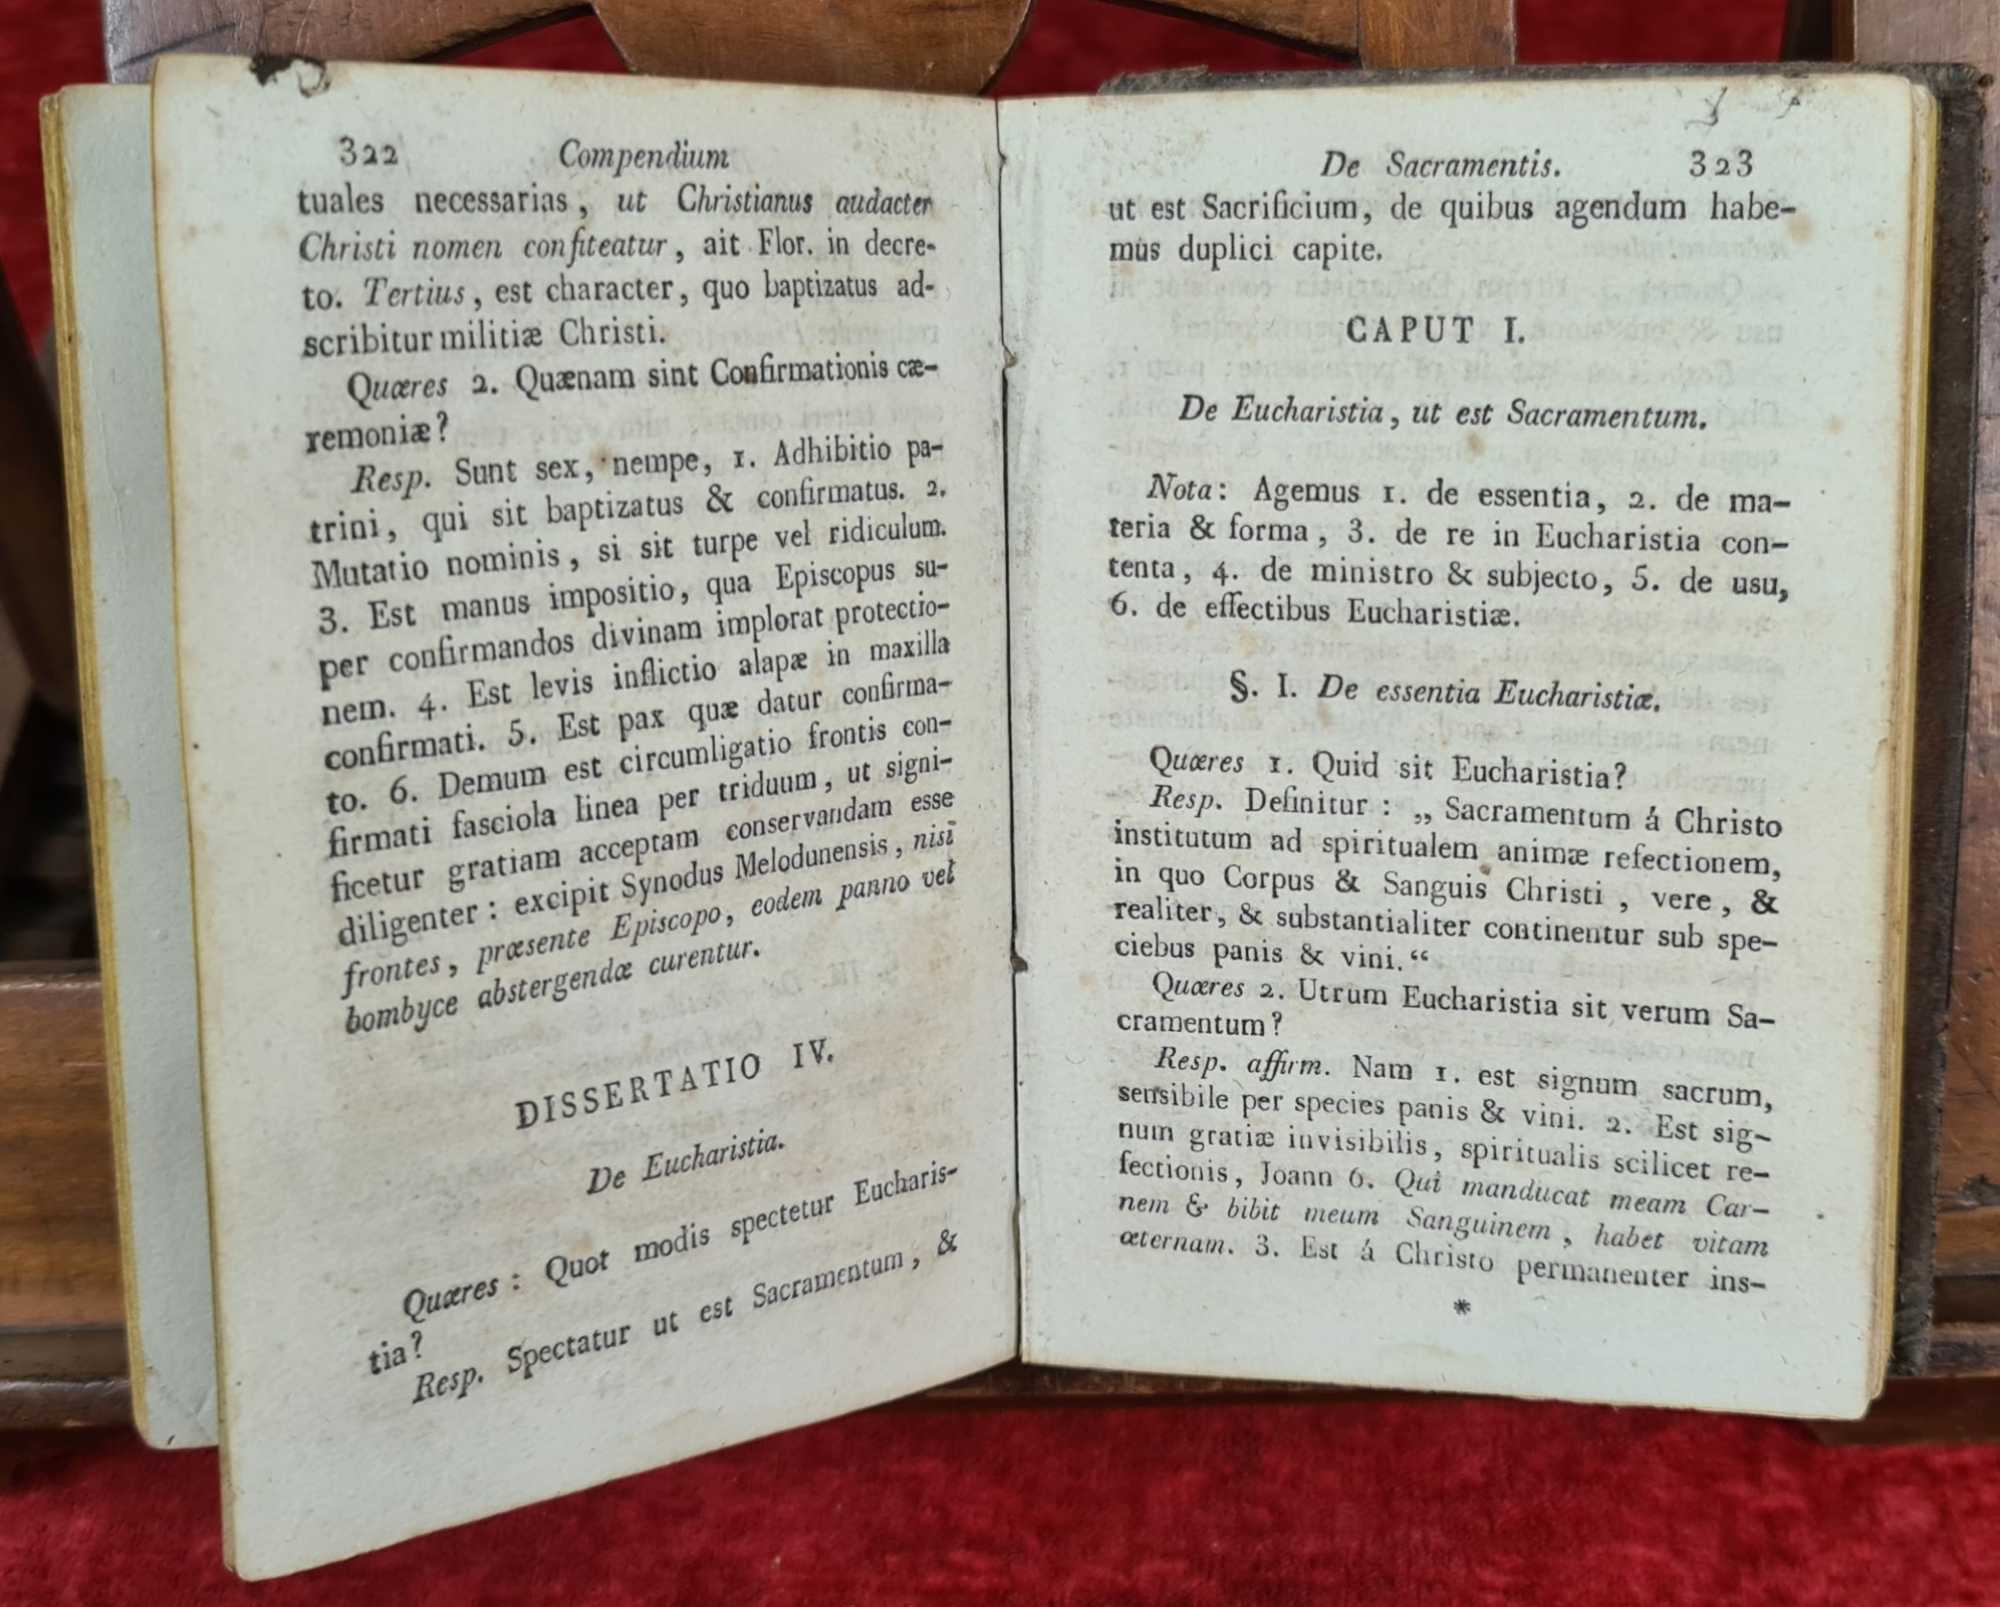 322 Compendium
tuales necessarias, ut Christianus audacter
Christi nomen confiteatur, ait Flor. in decre-
to. Tertius, est character, quo baptizatus ad-
scribitur militiæ Christi.
Quæres 2. Quænam sint Confirmationis cæ-
remoniæ?
Resp. Sunt sex, nempe, 1. Adhibitio pa-
trini, qui sit baptizatus & confirmatus. 2.
Mutatio nominis, si sit turpe vel ridiculum.
3. Est manus impositio, qua Episcopus su-
per confirmandos divinam implorat protectio-
nem. 4. Est levis inflictio alapæ in maxilla
confirmati. 5. Est pax quæ datur confirma-
to. 6. Demum est circumligatio frontis con-
firmati fasciola linea per triduum, ut signi-
ficetur gratiam acceptam conservandam esse
diligenter: excipit Synodus Melodunensis, nisi
frontes, præsente Episcopo, eodem panno vel
bombyce abstergendæ curentur.
DISSERTATIO IV.
De Eucharistia.
Quæres: Quot modis spectetur Eucharis-
tia?
Resp. Spectatur ut est Sacramentum, &
De Sacramentis. 323
ut est Sacrificium, de quibus agendum habe-
mus duplici capite.
CAPUT I.
De Eucharistia, ut est Sacramentum.
Nota: Agemus 1. de essentia, 2. de ma-
teria & forma, 3. de re in Eucharistia con-
tenta, 4. de ministro & subjecto, 5. de usu,
6. de effectibus Eucharistiæ.
§. I. De essentia Eucharistiæ.
Quæres 1. Quid sit Eucharistia?
Resp. Definitur: „Sacramentum á Christo
institutum ad spiritualem animæ refectionem,
in quo Corpus & Sanguis Christi, vere, &
realiter, & substantialiter continentur sub spe-
ciebus panis & vini.“
Quæres 2. Utrum Eucharistia sit verum Sa-
cramentum?
Resp. affirm. Nam 1. est signum sacrum,
sensibile per species panis & vini. 2. Est sig-
num gratiæ invisibilis, spiritualis scilicet re-
fectionis, Joann 6. Qui manducat meam Car-
nem & bibit meum Sanguinem, habet vitam
æternam. 3. Est á Christo permanenter ins-
*